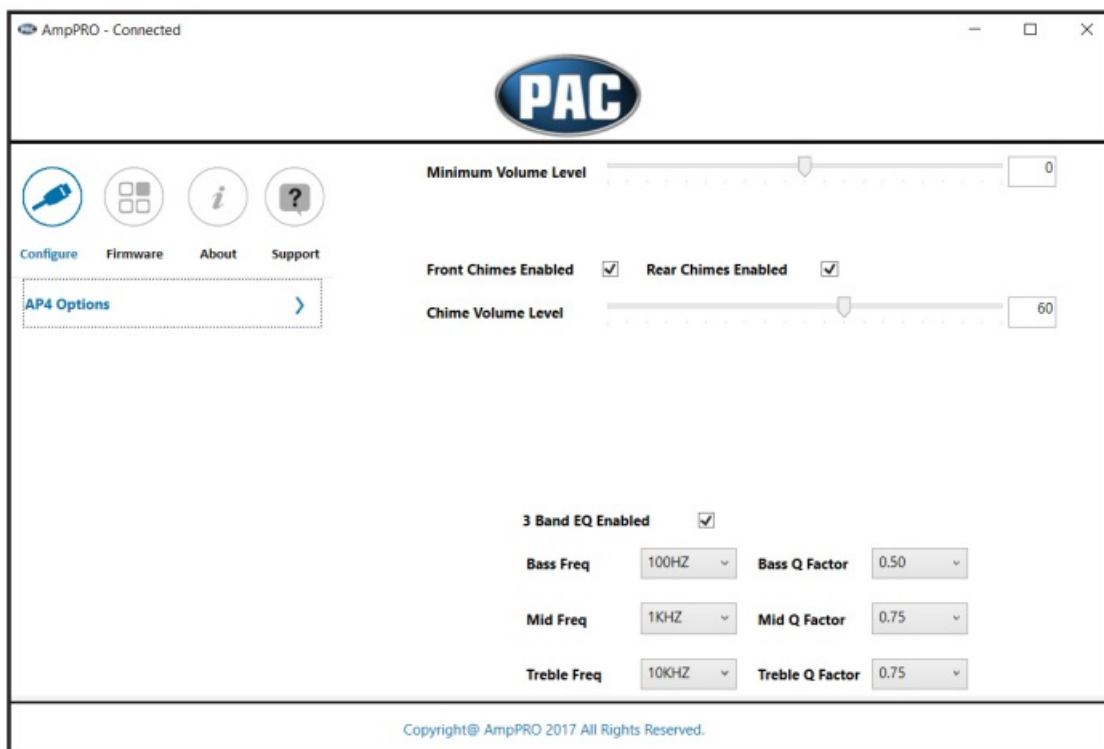 AmpPRO - Connected
PAC
Configure Firmware About Support
AP4 Options
Minimum Volume Level 0
Front Chimes Enabled Rear Chimes Enabled
Chime Volume Level 60
3 Band EQ Enabled
Bass Freq 100HZ Bass Q Factor 0.50
Mid Freq 1KHZ Mid Q Factor 0.75
Treble Freq 10KHZ Treble Q Factor 0.75
Copyright@ AmpPRO 2017 All Rights Reserved.